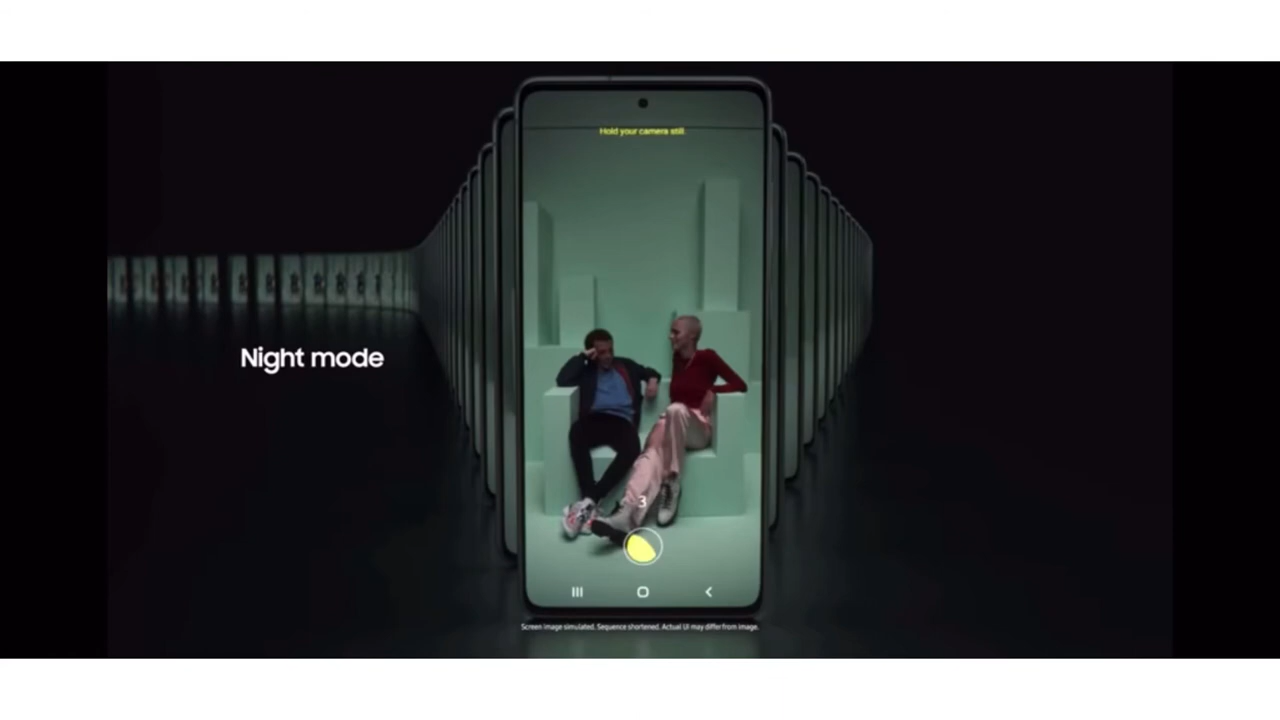 Hold your camera still.
Night mode
3
Screen image simulated. Sequence shortened. Actual UI may differ from image.